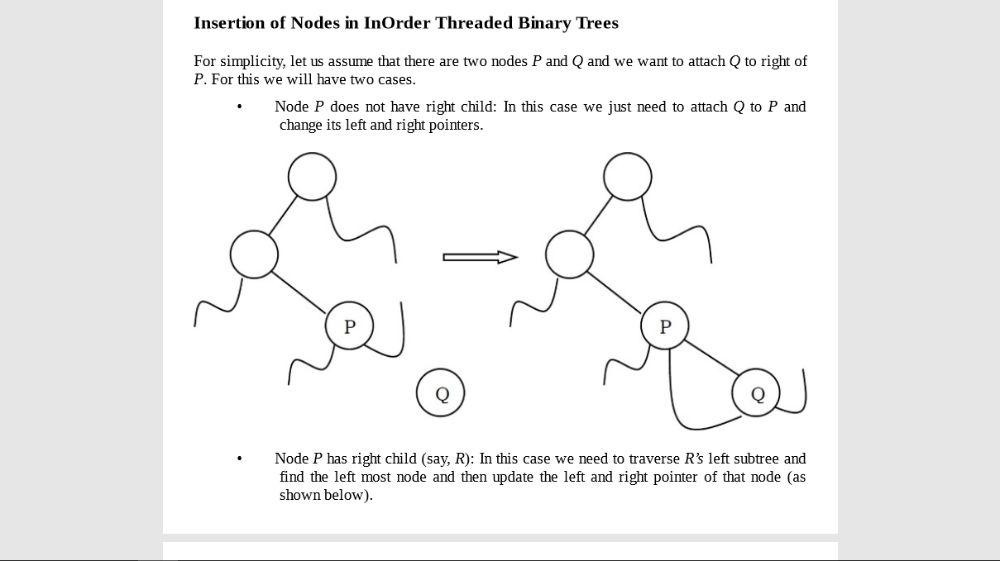 Insertion of Nodes in InOrder Threaded Binary Trees
For simplicity, let us assume that there are two nodes P and Q and we want to attach Q to right of
P. For this we will have two cases.
• Node P does not have right child: In this case we just need to attach Q to P and
change its left and right pointers.
P
P
Q
Q
• Node P has right child (say, R): In this case we need to traverse R’s left subtree and
find the left most node and then update the left and right pointer of that node (as
shown below).